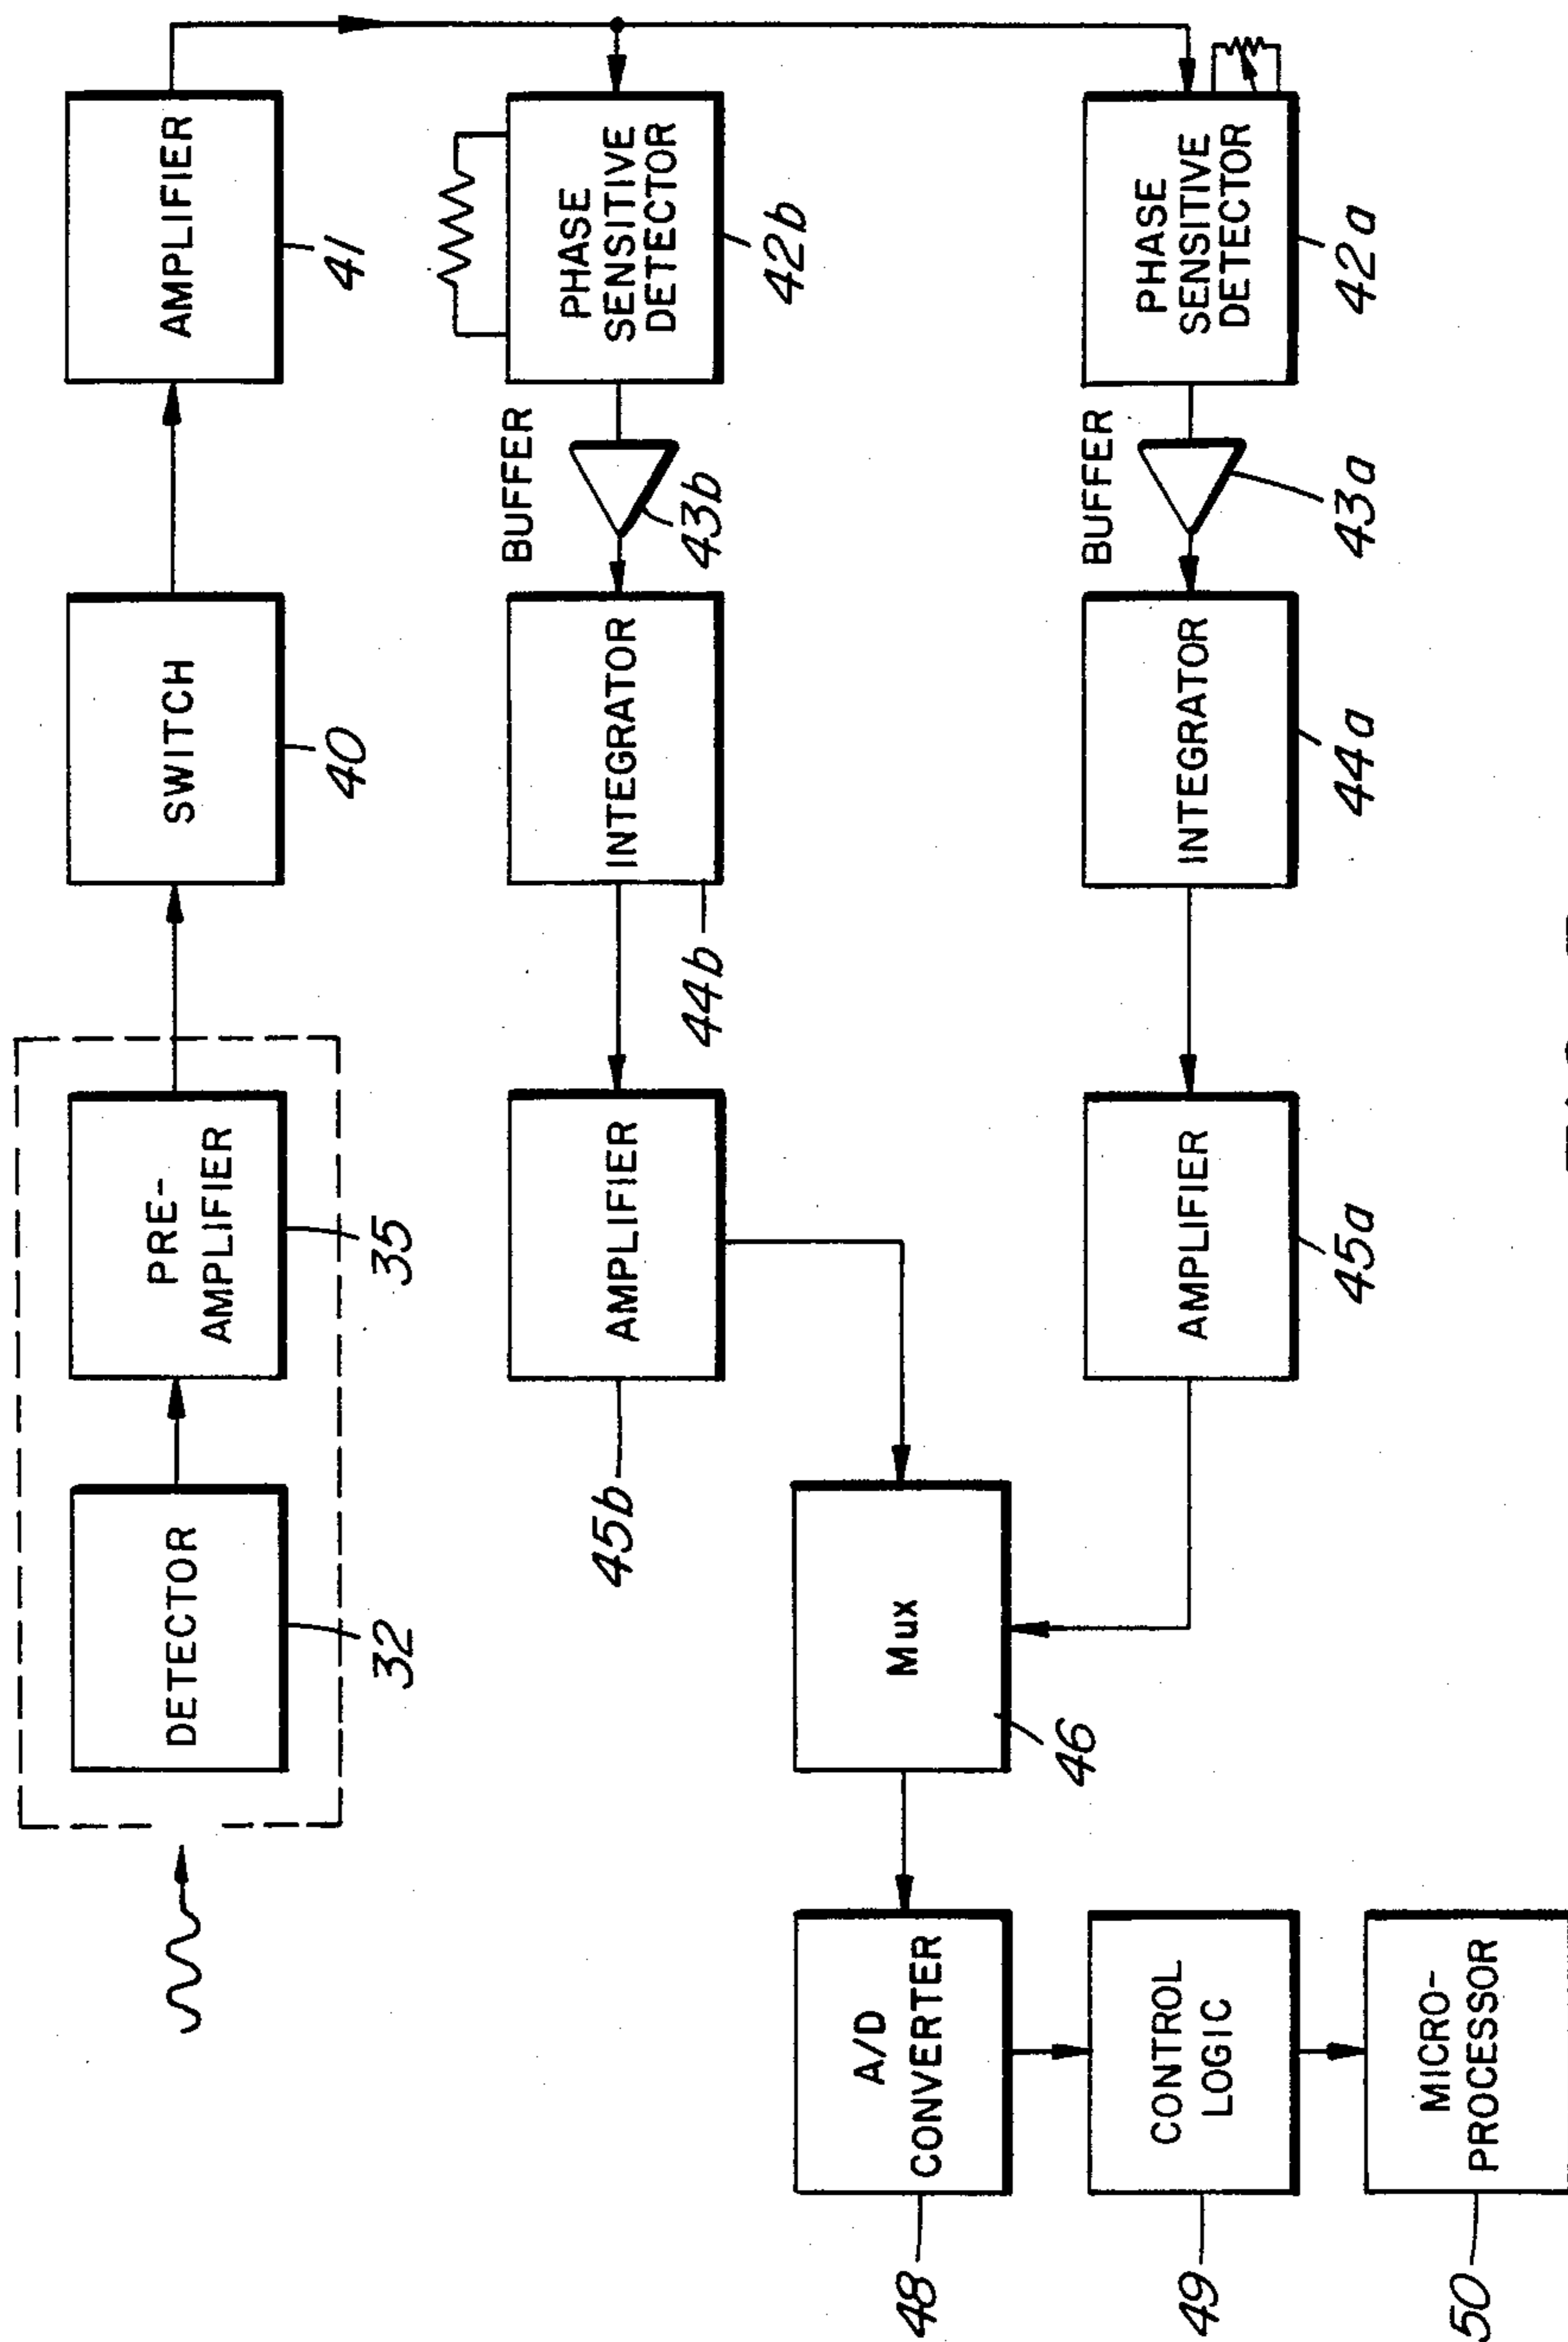 DETECTOR
32
PRE-
AMPLIFIER
35
SWITCH
40
AMPLIFIER
41
45b
AMPLIFIER
44b
INTEGRATOR
BUFFER
43b
PHASE
SENSITIVE
DETECTOR
42b
Mux
46
AMPLIFIER
45a
INTEGRATOR
44a
BUFFER
43a
PHASE
SENSITIVE
DETECTOR
42a
48
A/D
CONVERTER
49
CONTROL
LOGIC
50
MICRO-
PROCESSOR